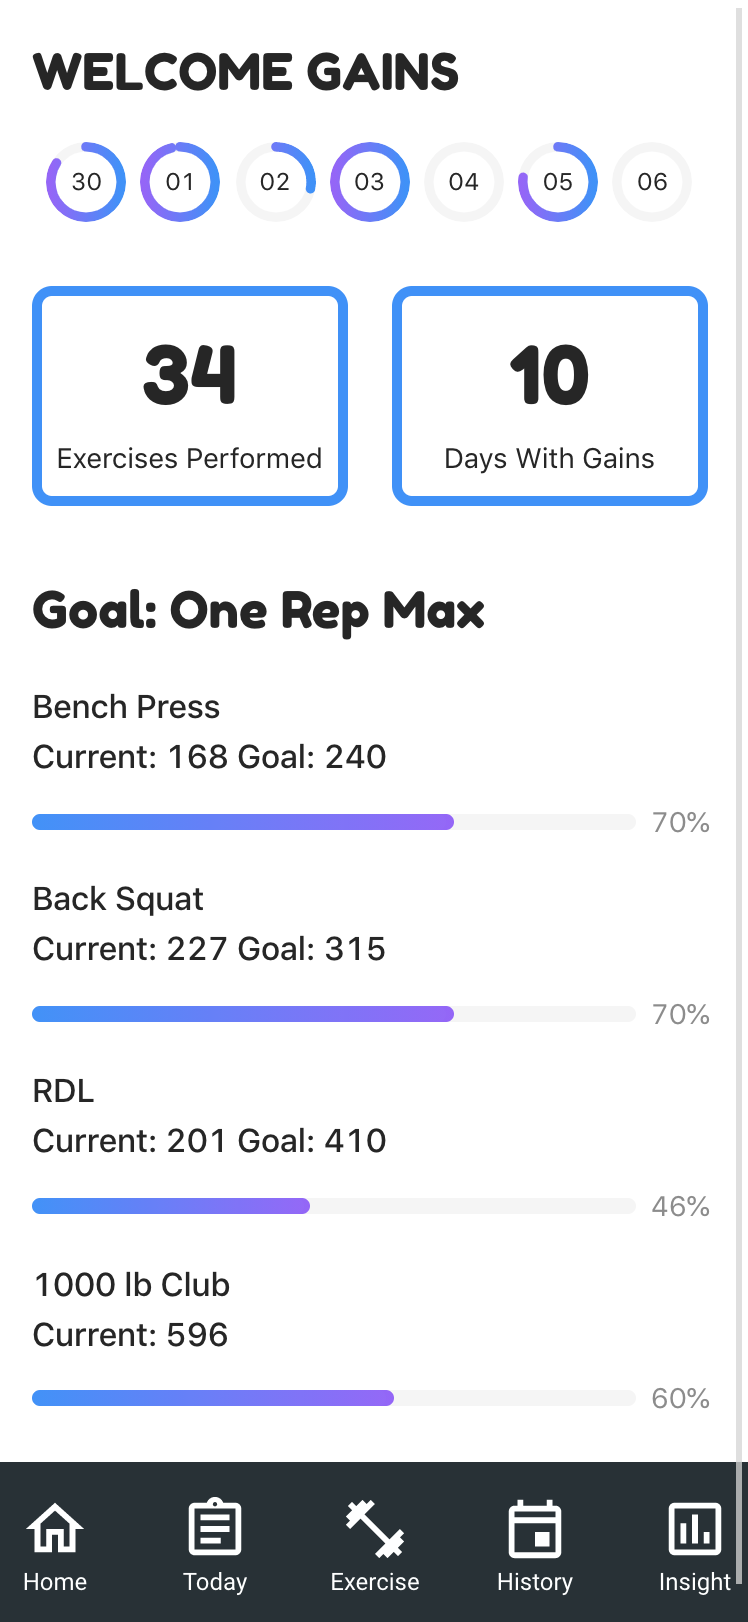 WELCOME GAINS
30 01 02 03 04 05 06
34 10
Exercises Performed Days With Gains
Goal: One Rep Max
Bench Press
Current: 168 Goal: 240
70%
Back Squat
Current: 227 Goal: 315
70%
RDL
Current: 201 Goal: 410
46%
1000 lb Club
Current: 596
60%
Home Today Exercise History Insight